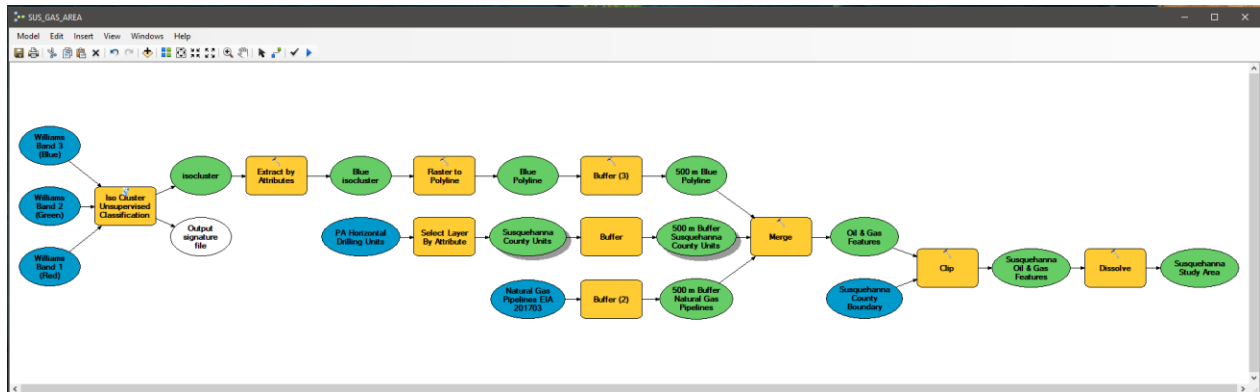 SUS_GAS_AREA
Model Edit Insert View Windows Help
Williams
Band 3
(Blue)
Williams
Band 2
(Green)
Williams
Band 1
(Red)
Iso Cluster
Unsupervised
Classification
isocluster
Output
signature
file
Extract by
Attributes
Blue
isocluster
Raster to
Polyline
Blue
Polyline
Buffer (3)
500 m Blue
Polyline
PA Horizontal
Drilling Units
Select Layer
By Attribute
Susquehanna
County Units
Buffer
500 m Buffer
Susquehanna
County Units
Natural Gas
Pipelines EIA
201703
Buffer (2)
500 m Buffer
Natural Gas
Pipelines
Merge
Oil & Gas
Features
Susquehanna
County
Boundary
Clip
Susquehanna
Oil & Gas
Features
Dissolve
Susquehanna
Study Area